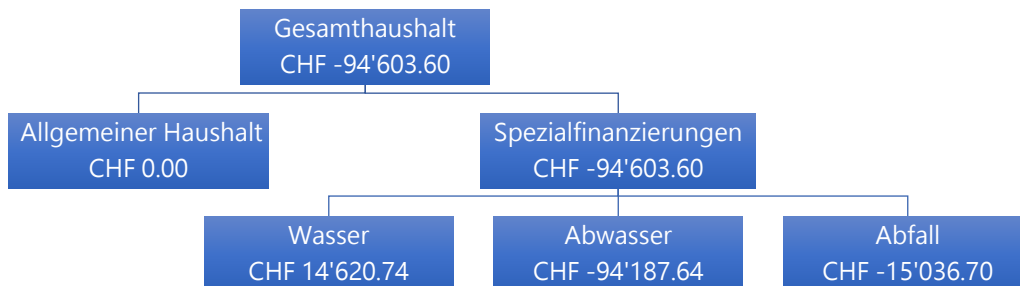 Gesamthaushalt
CHF -94'603.60
Allgemeiner Haushalt
CHF 0.00
Spezialfinanzierungen
CHF -94'603.60
Wasser
CHF 14'620.74
Abwasser
CHF -94'187.64
Abfall
CHF -15'036.70